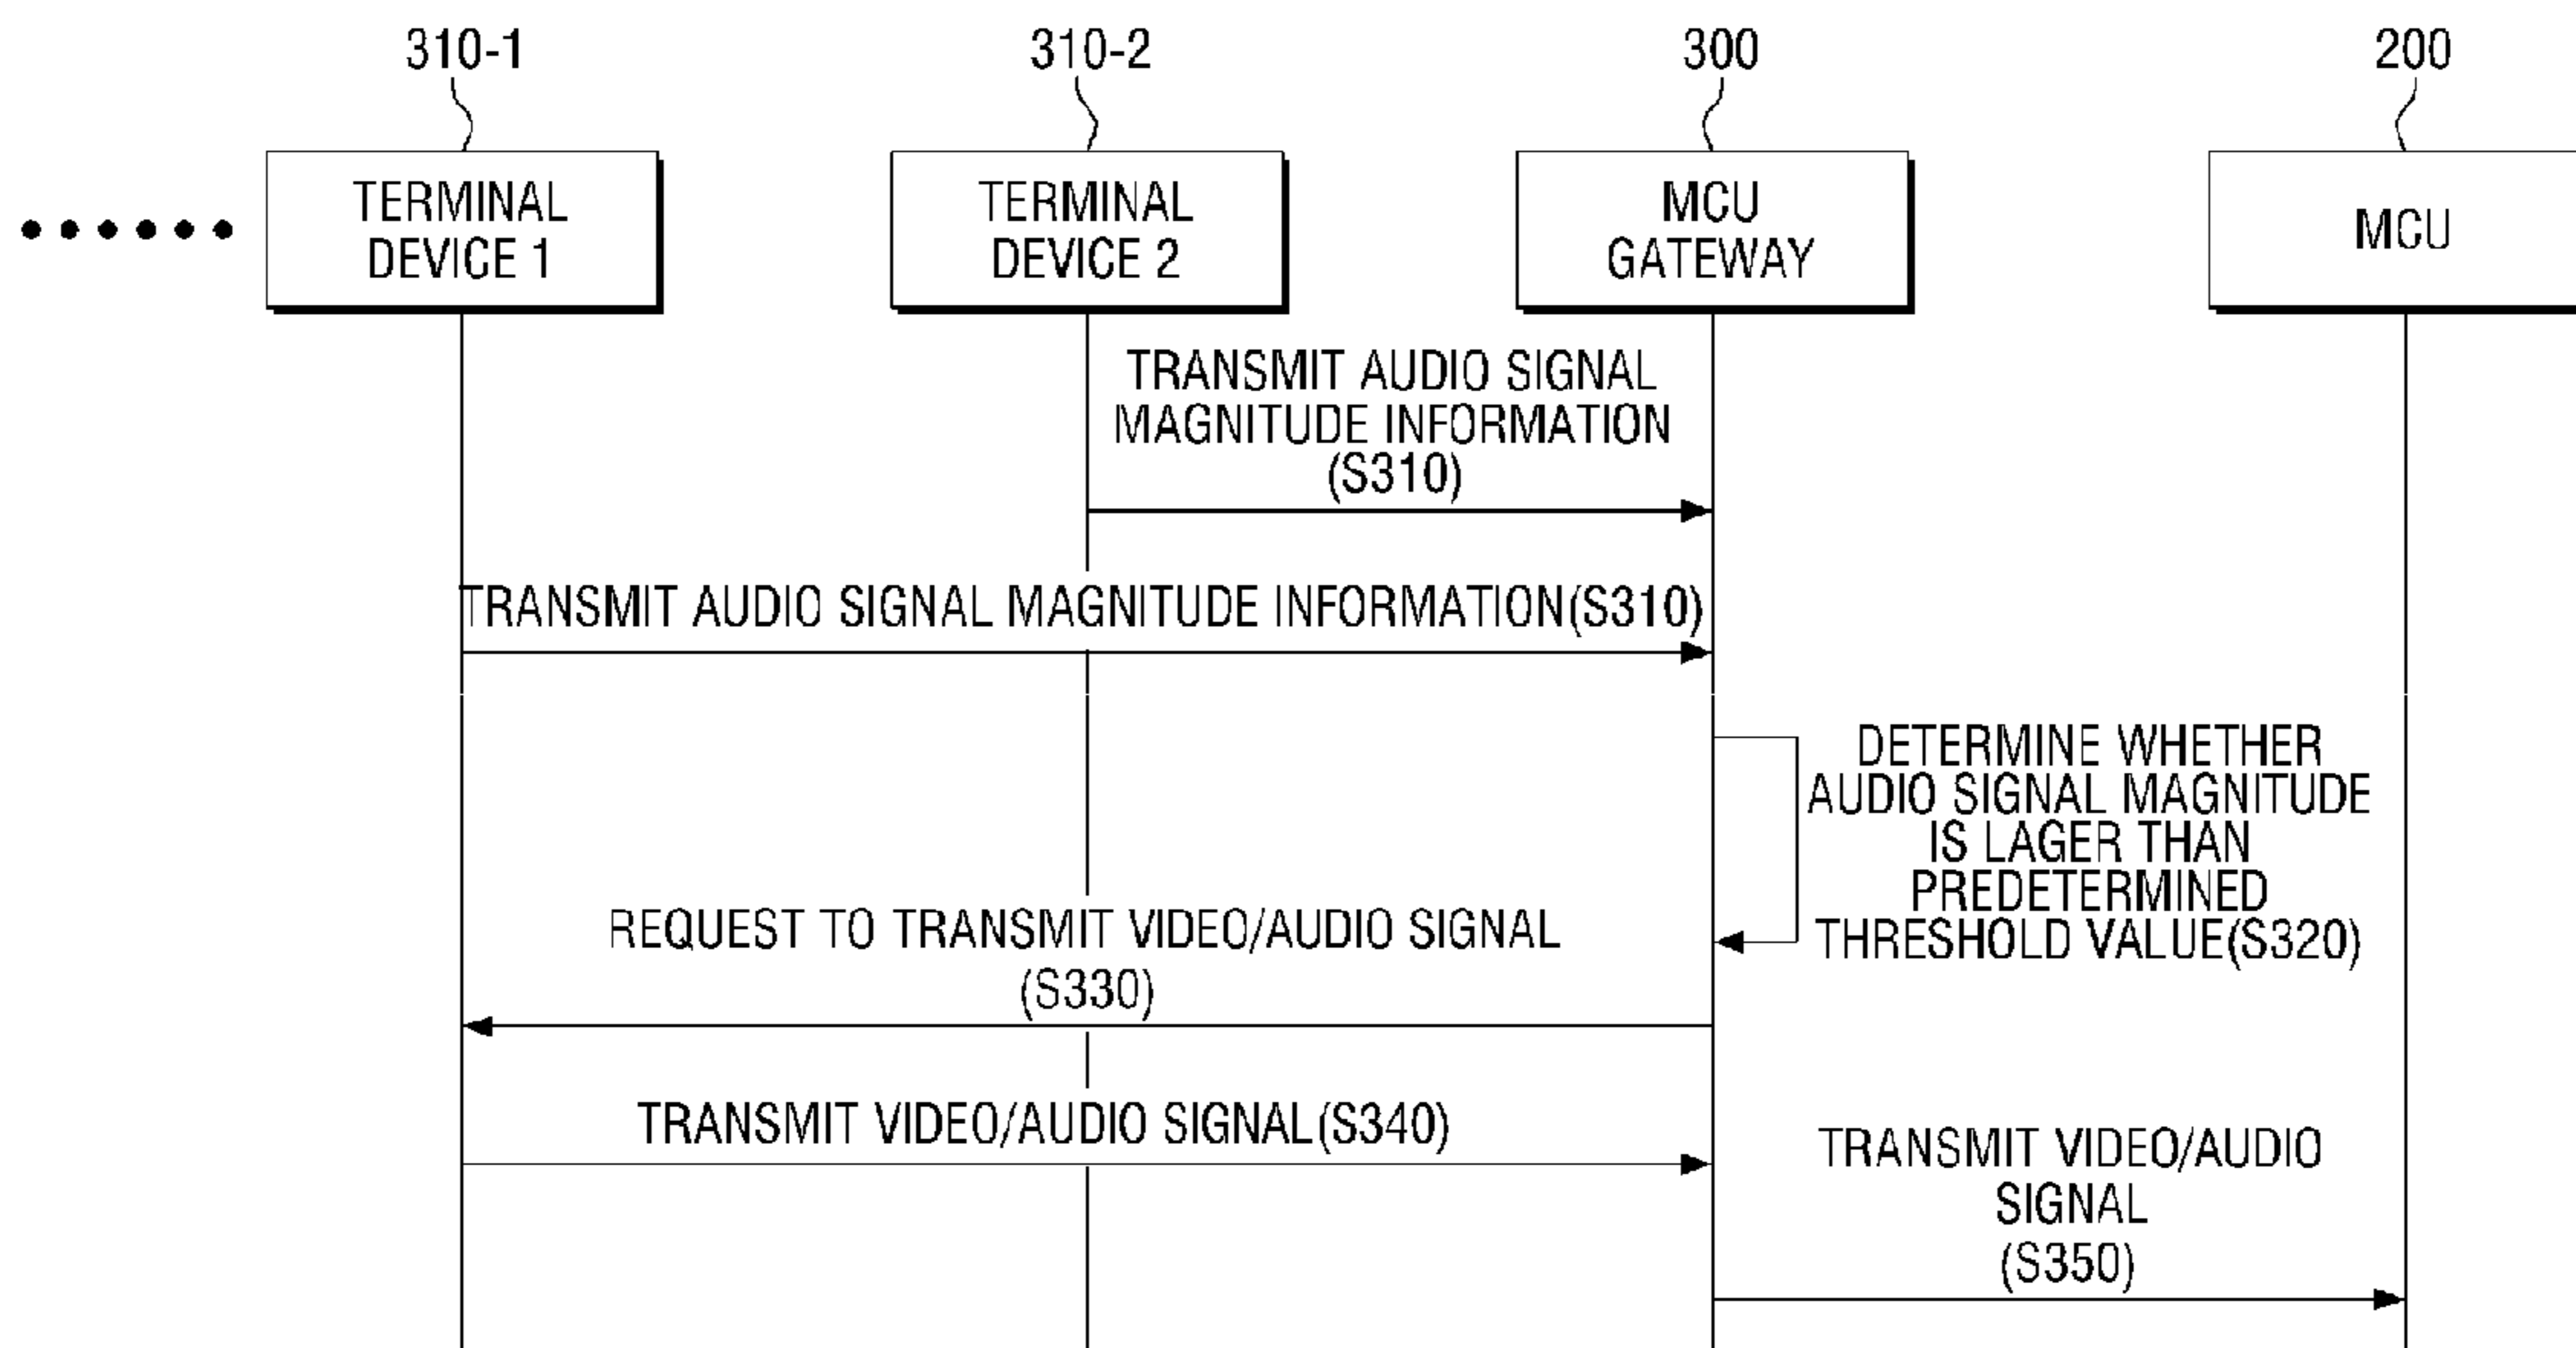 310-1
310-2
300
200
TERMINAL
DEVICE 1
TERMINAL
DEVICE 2
MCU
GATEWAY
MCU
TRANSMIT AUDIO SIGNAL
MAGNITUDE INFORMATION
(S310)
TRANSMIT AUDIO SIGNAL MAGNITUDE INFORMATION(S310)
DETERMINE WHETHER
AUDIO SIGNAL MAGNITUDE
IS LAGER THAN
PREDETERMINED
THRESHOLD VALUE(S320)
REQUEST TO TRANSMIT VIDEO/AUDIO SIGNAL
(S330)
TRANSMIT VIDEO/AUDIO SIGNAL(S340)
TRANSMIT VIDEO/AUDIO
SIGNAL
(S350)